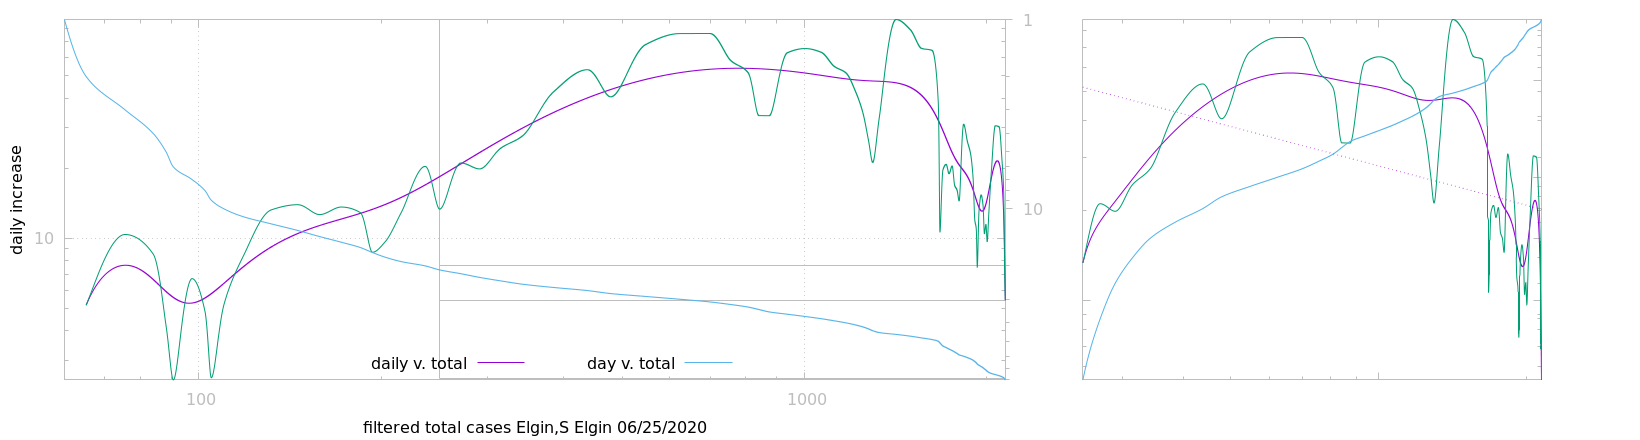 1
daily increase
10
10
daily v. total
day v. total
100
1000
filtered total cases Elgin,S Elgin 06/25/2020